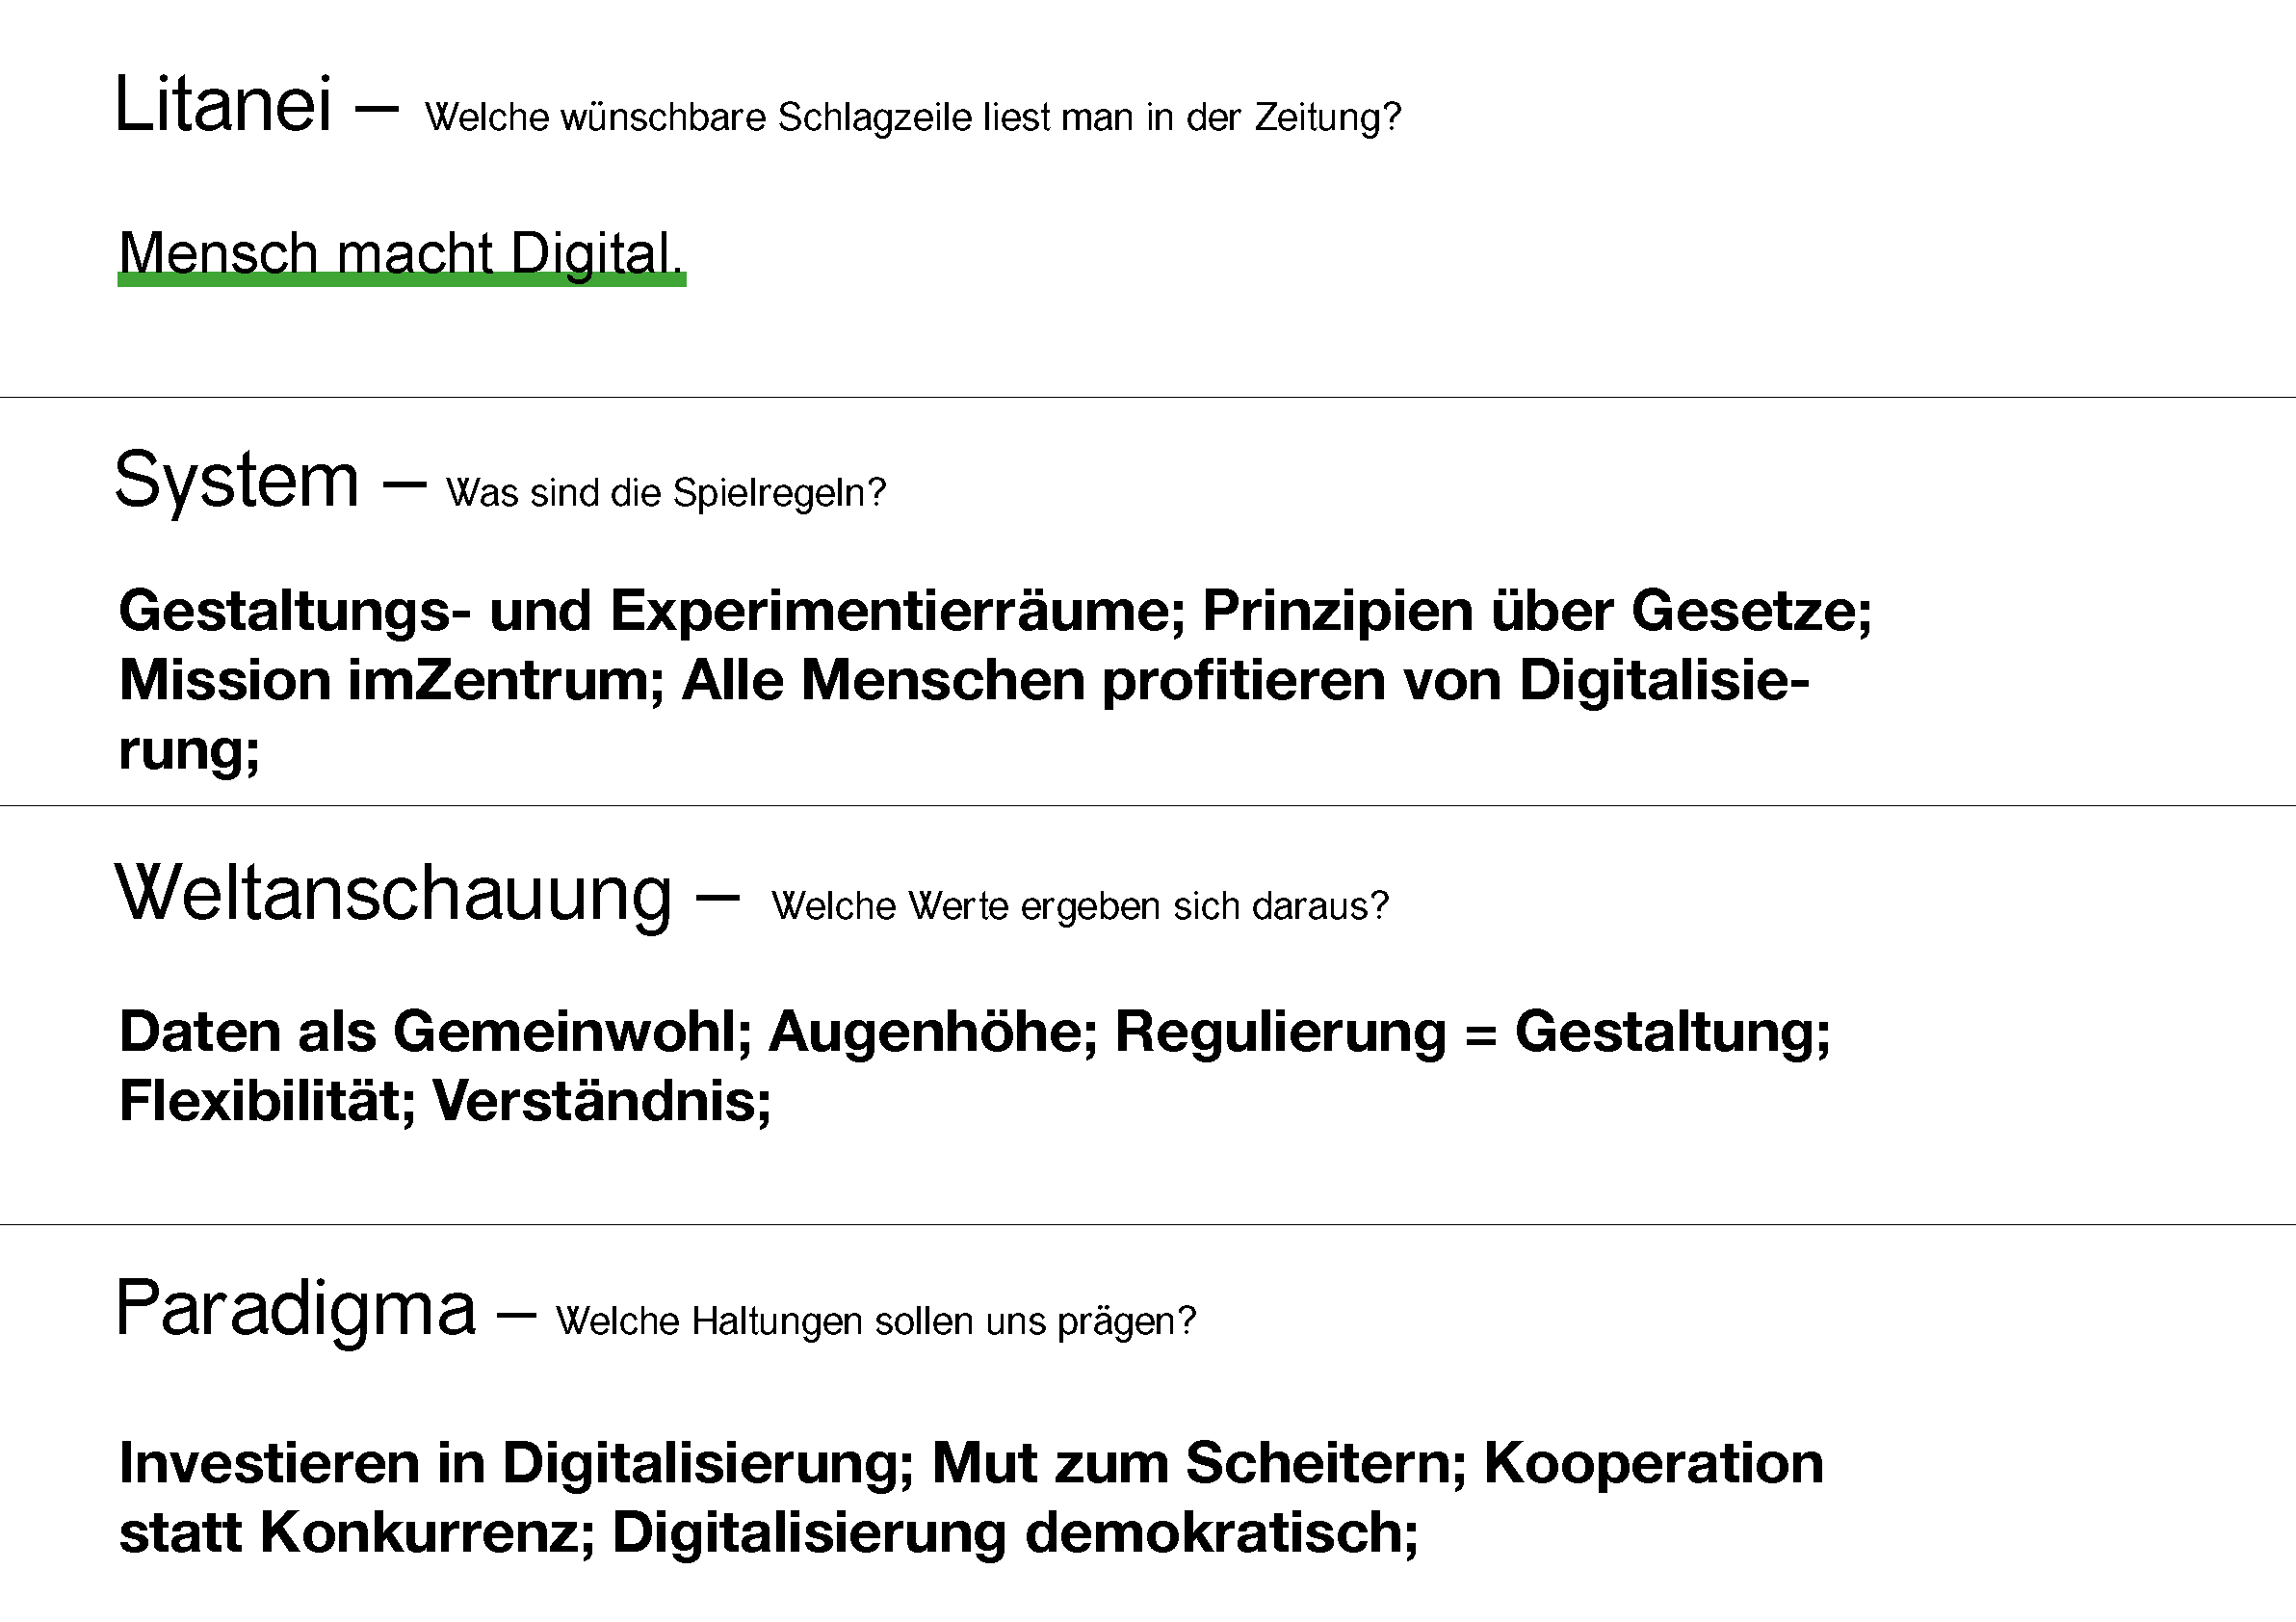 Litanei – Welche wünschbare Schlagzeile liest man in der Zeitung?
Mensch macht Digital.
System – Was sind die Spielregeln?
Gestaltungs- und Experimentierräume; Prinzipien über Gesetze;
Mission imZentrum; Alle Menschen profitieren von Digitalisie-
rung;
Weltanschauung – Welche Werte ergeben sich daraus?
Daten als Gemeinwohl; Augenhöhe; Regulierung = Gestaltung;
Flexibilität; Verständnis;
Paradigma – Welche Haltungen sollen uns prägen?
Investieren in Digitalisierung; Mut zum Scheitern; Kooperation
statt Konkurrenz; Digitalisierung demokratisch;